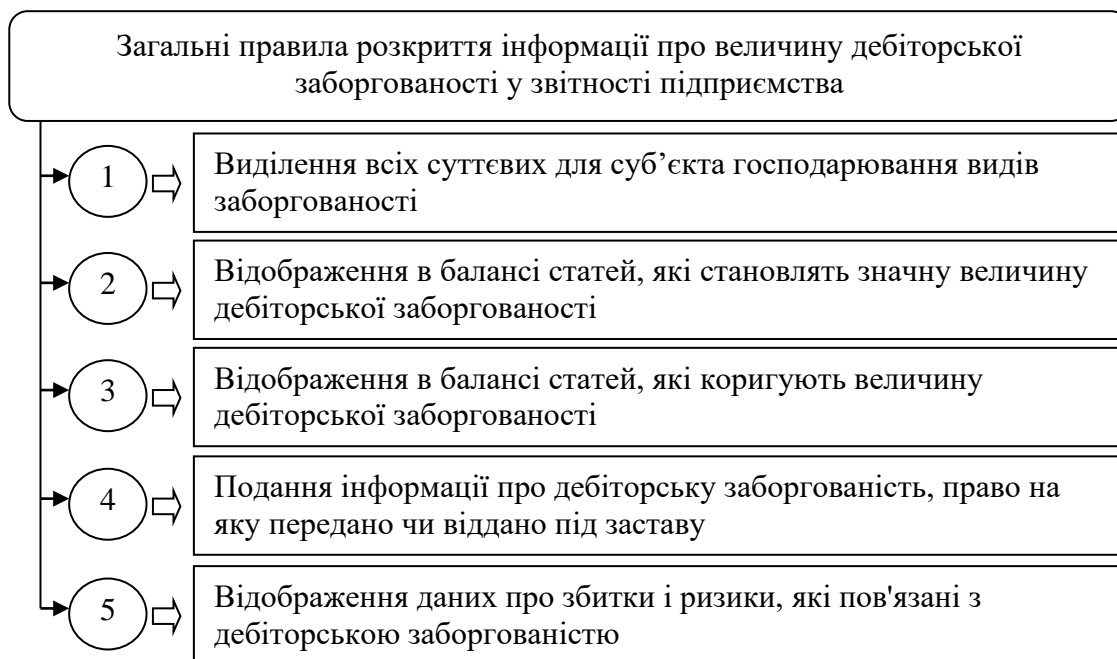 Загальні правила розкриття інформації про величину дебіторської
заборгованості у звітності підприємства
1
Виділення всіх суттєвих для суб’єкта господарювання видів
заборгованості
2
Відображення в балансі статей, які становлять значну величину
дебіторської заборгованості
3
Відображення в балансі статей, які коригують величину
дебіторської заборгованості
4
Подання інформації про дебіторську заборгованість, право на
яку передано чи віддано під заставу
5
Відображення даних про збитки і ризики, які пов'язані з
дебіторською заборгованістю